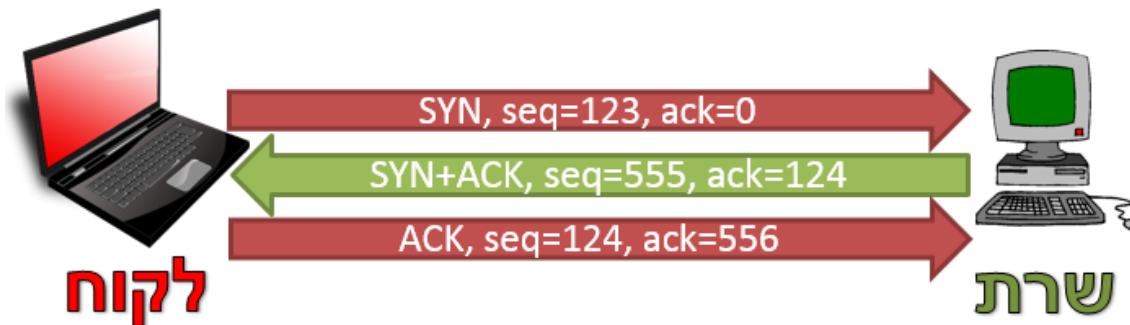 SYN, seq=123, ack=0
SYN+ACK, seq=555, ack=124
ACK, seq=124, ack=556
לקוח
שרת